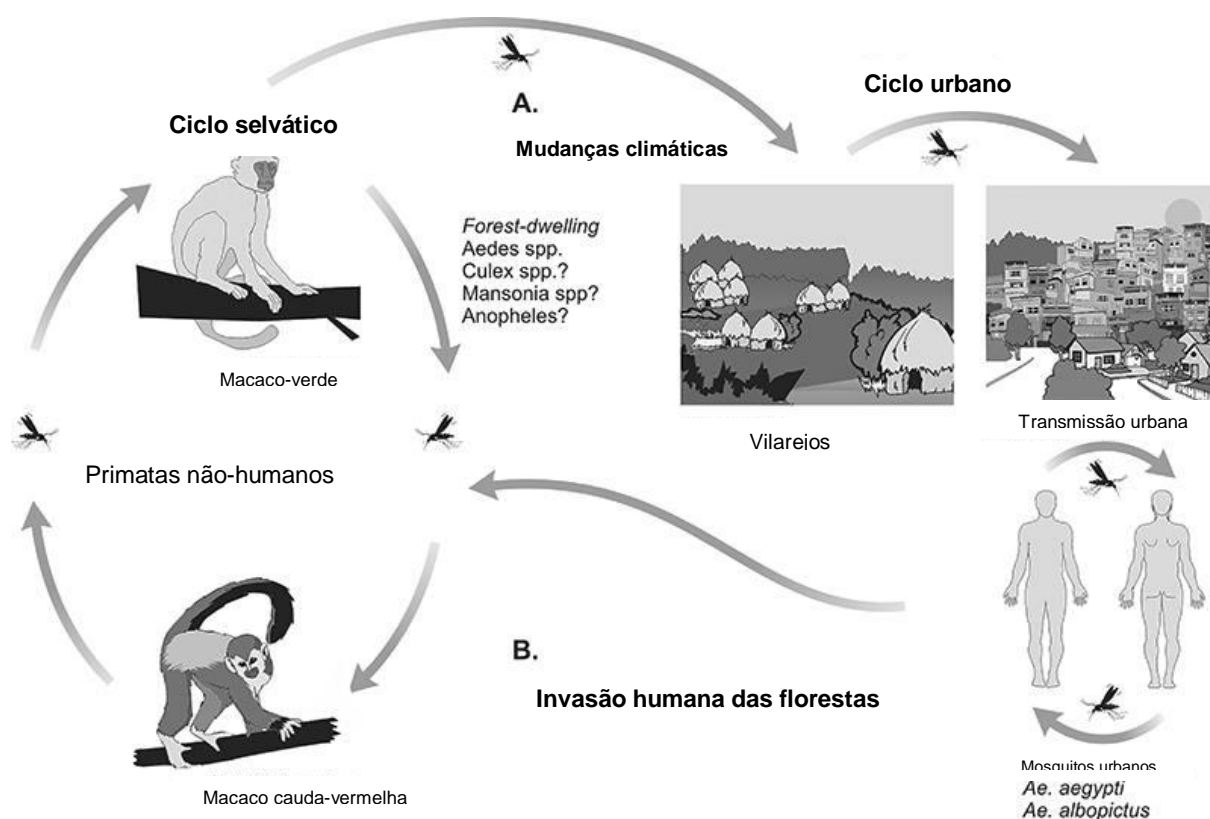 Ciclo selvático
A.
Mudanças climáticas
Ciclo urbano
Forest-dwelling
Aedes spp.
Culex spp.?
Mansonia spp?
Anopheles?
Macaco-verde
Vilareios
Transmissão urbana
Primatas não-humanos
B.
Invasão humana das florestas
Macaco cauda-vermelha
Mosquitos urbanos
Ae. aegypti
Ae. albopictus